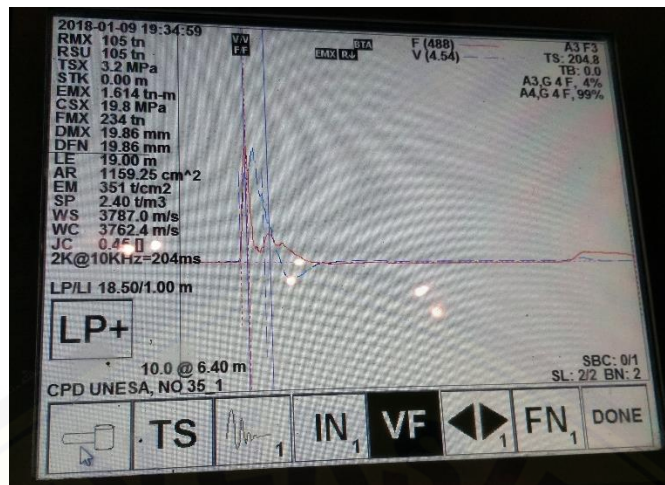 2018-01-09 19:34:59
RMX 105 tn
RSU 105 tn
TSX 3.2 MPa
STK 0.00 m
EMX 1.614 tn-m
CSX 19.8 MPa
FMX 234 tn
DMX 19.86 mm
DFN 19.86 mm
LE 19.00 m
AR 1159.25 cm^2
EM 351 t/cm2
SP 2.40 t/m3
WS 3787.0 m/s
WC 3762.4 m/s
JC 0.45 []
2K@10KHz=204ms
LP/LI 18.50/1.00 m
V/V
F/F
EMX R↓
BTA
F (488)
V (4.54)
A3 F3
TS: 204.8
TB: 0.0
A3,G 4 F, 4%
A4,G 4 F, 99%
LP+
10.0 @ 6.40 m
CPD UNESA, NO 35_1
SBC: 0/1
SL: 2/2 BN: 2
TS
1
IN 1
VF
1
FN 1
DONE